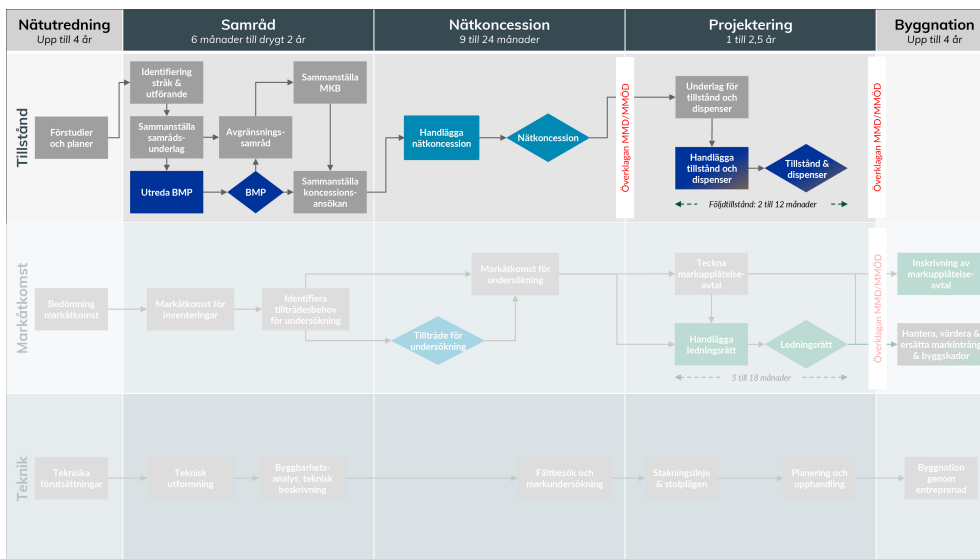 Nätutredning
Upp till 4 år
Samråd
6 månader till drygt 2 år
Nätkoncession
9 till 24 månader
Projektering
1 till 2,5 år
Byggnation
Upp till 4 år
Tillstånd
Förstudier
och planer
Identifiering
stråk &
utförande
Sammanställa
samråds-
underlag
Utreda BMP
Avgränsnings-
samråd
BMP
Sammanställa
MKB
Sammanställa
koncessions-
ansökan
Handlägga
nätkoncession
Nätkoncession
Överklagan MMD/MMÖD
Underlag för
tillstånd och
dispenser
Handlägga
tillstånd och
dispenser
Tillstånd &
dispenser
Följdtillstånd: 2 till 12 månader
Överklagan MMD/MMÖD
Markåtkomst
Bedömning
markåtkomst
Markåtkomst för
inventeringar
Identifiera
tillträdesbehov
för undersökning
Tillträde för
undersökning
Markåtkomst för
undersökning
Teckna
markupplåtelse-
avtal
Handlägga
ledningsrätt
Ledningsrätt
5 till 18 månader
Överklagan MMD/MMÖD
Inskrivning av
markupplåtelse-
avtal
Hantera, värdera &
ersätta markintrång
& byggskador
Teknik
Tekniska
förutsättningar
Teknisk
utformning
Byggbarhets-
analys, teknisk
beskrivning
Fältbesök och
markundersökning
Stakningslinje
& stolplägen
Planering och
upphandling
Byggnation
genom
entreprenad